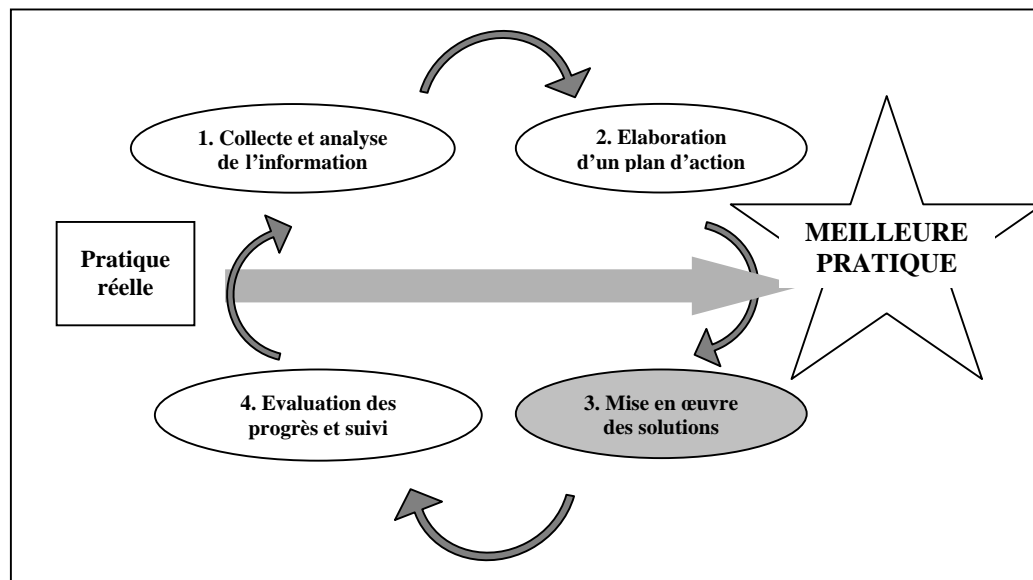 1. Collecte et analyse
de l’information
2. Elaboration
d’un plan d’action
Pratique
réelle
MEILLEURE
PRATIQUE
4. Evaluation des
progrès et suivi
3. Mise en œuvre
des solutions